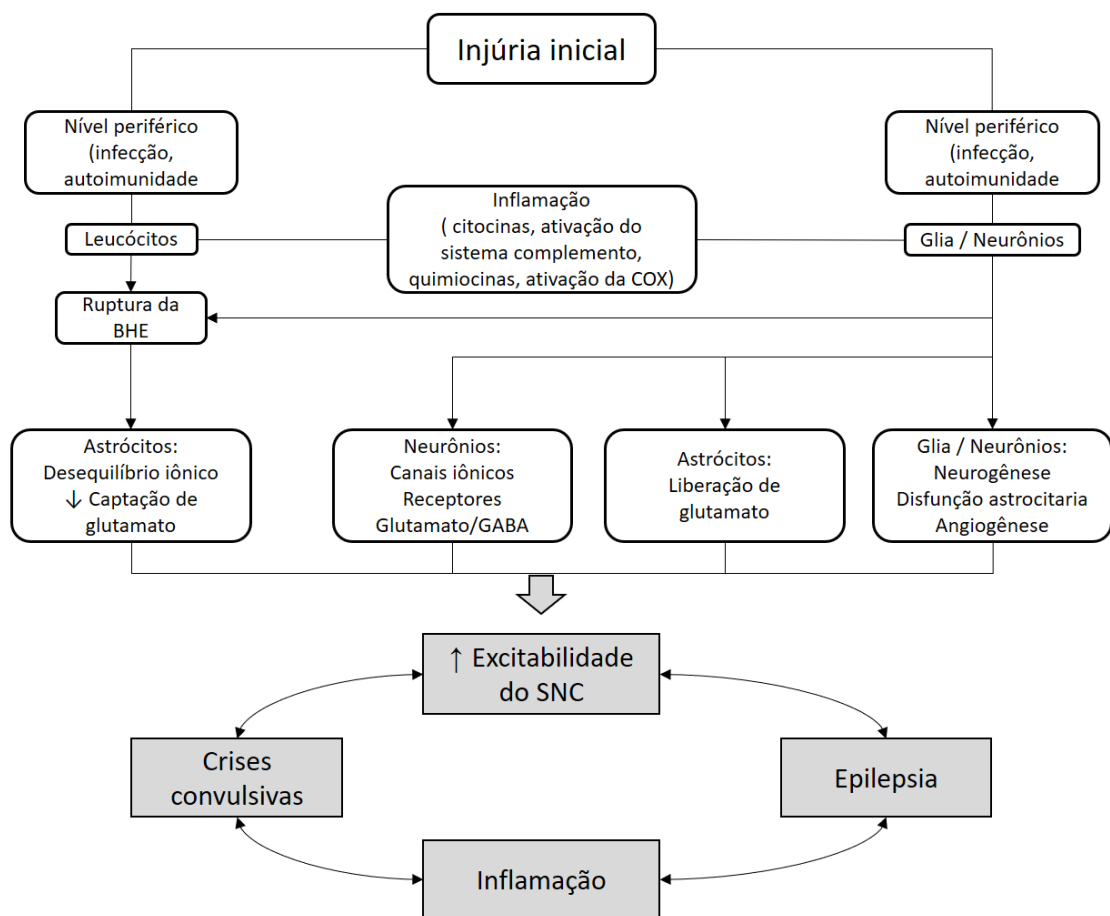 Injúria inicial
Nível periférico
(infecção,
autoimunidade
Nível periférico
(infecção,
autoimunidade
Inflamação
( citocinas, ativação do
sistema complemento,
quimiocinas, ativação da COX)
Leucócitos
Glia / Neurônios
Ruptura da
BHE
Astrócitos:
Desequilíbrio iônico
↓ Captação de
glutamato
Neurônios:
Canais iônicos
Receptores
Glutamato/GABA
Astrócitos:
Liberação de
glutamato
Glia / Neurônios:
Neurogênese
Disfunção astrocitaria
Angiogênese
↑ Excitabilidade
do SNC
Crises
convulsivas
Epilepsia
Inflamação